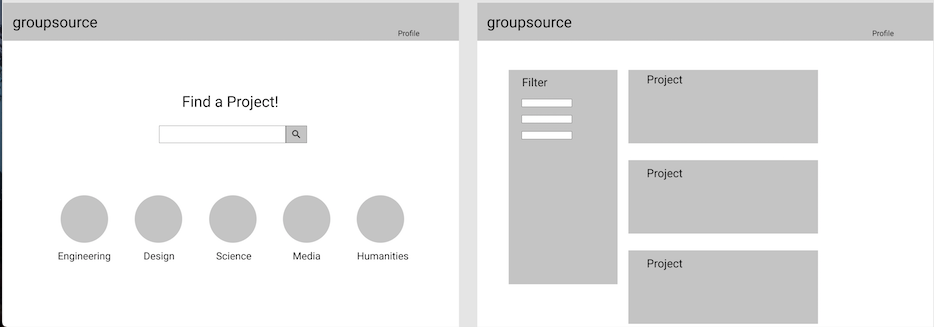 groupsource
Profile
Find a Project!
Engineering
Design
Science
Media
Humanities
groupsource
Profile
Filter
Project
Project
Project